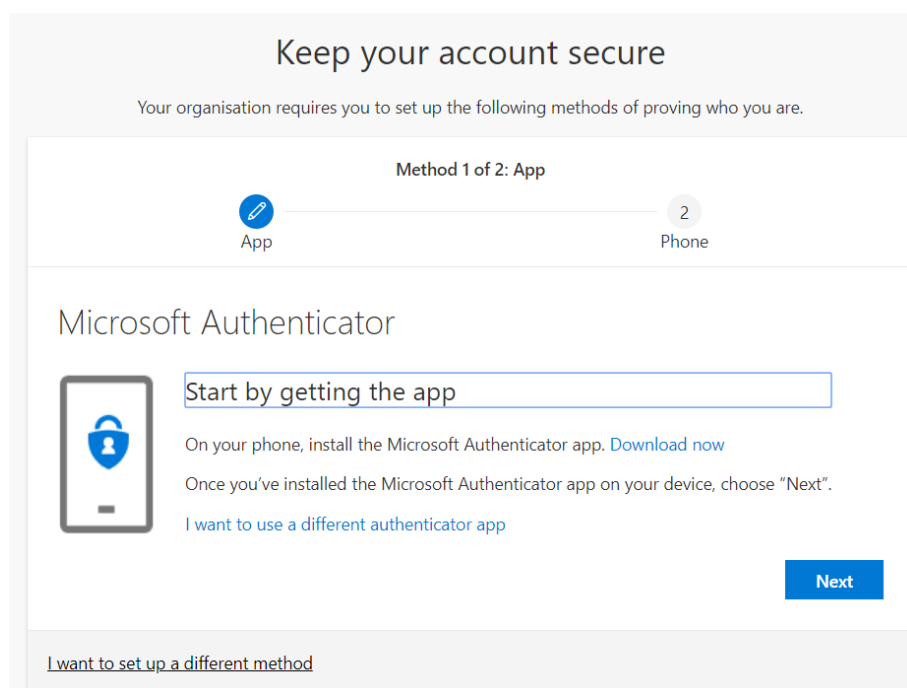 Keep your account secure
Your organisation requires you to set up the following methods of proving who you are.
Method 1 of 2: App
2
App
Phone
Microsoft Authenticator
Start by getting the app
On your phone, install the Microsoft Authenticator app. Download now
Once you’ve installed the Microsoft Authenticator app on your device, choose “Next”.
I want to use a different authenticator app
Next
I want to set up a different method